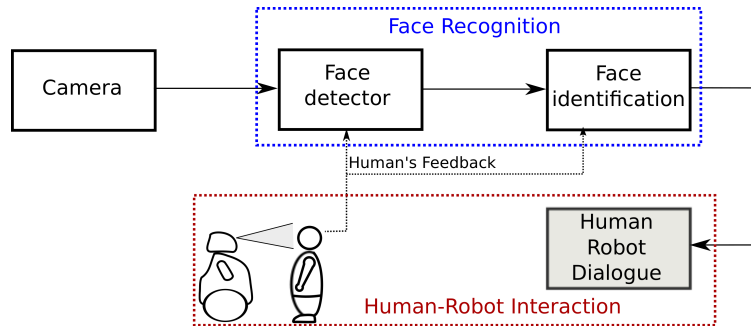 Face Recognition
Camera
Face
detector
Face
identification
Human's Feedback
Human
Robot
Dialogue
Human-Robot Interaction